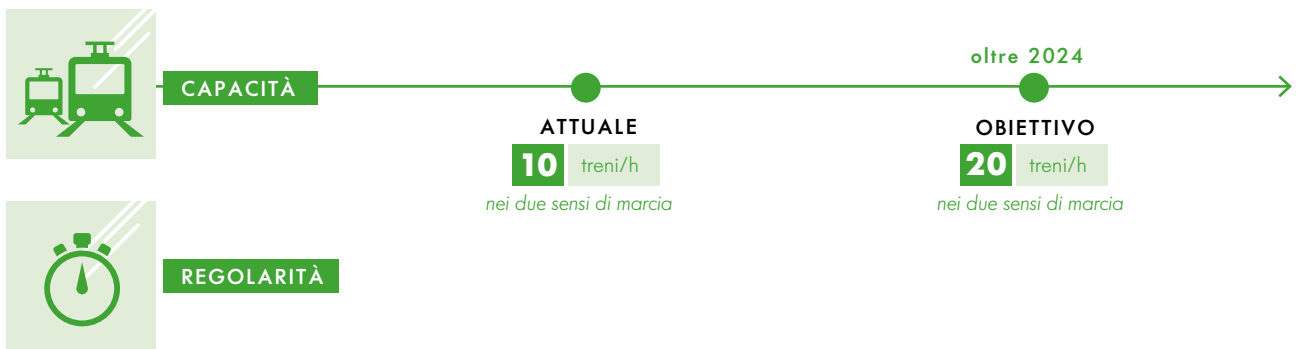 CAPACITÀ
oltre 2024
ATTUALE
10 treni/h
nei due sensi di marcia
OBIETTIVO
20 treni/h
nei due sensi di marcia
REGOLARITÀ